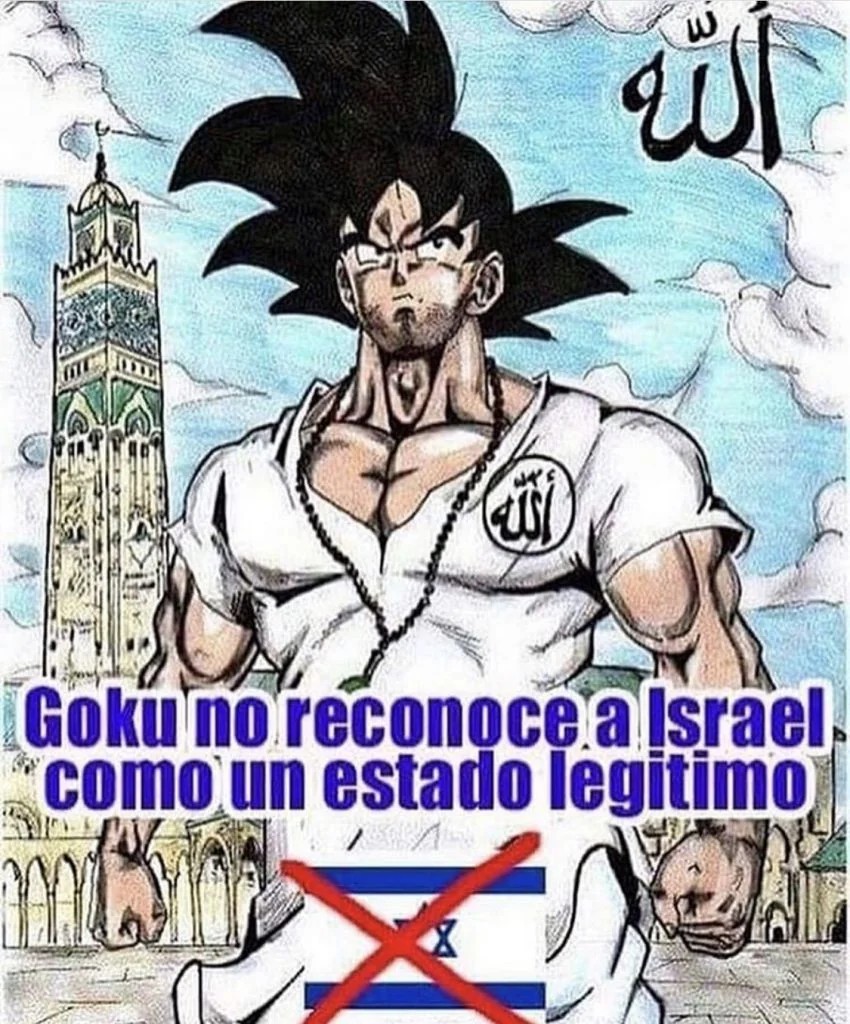 الله
الله
Goku no reconoce a Israel
como un estado legitimo